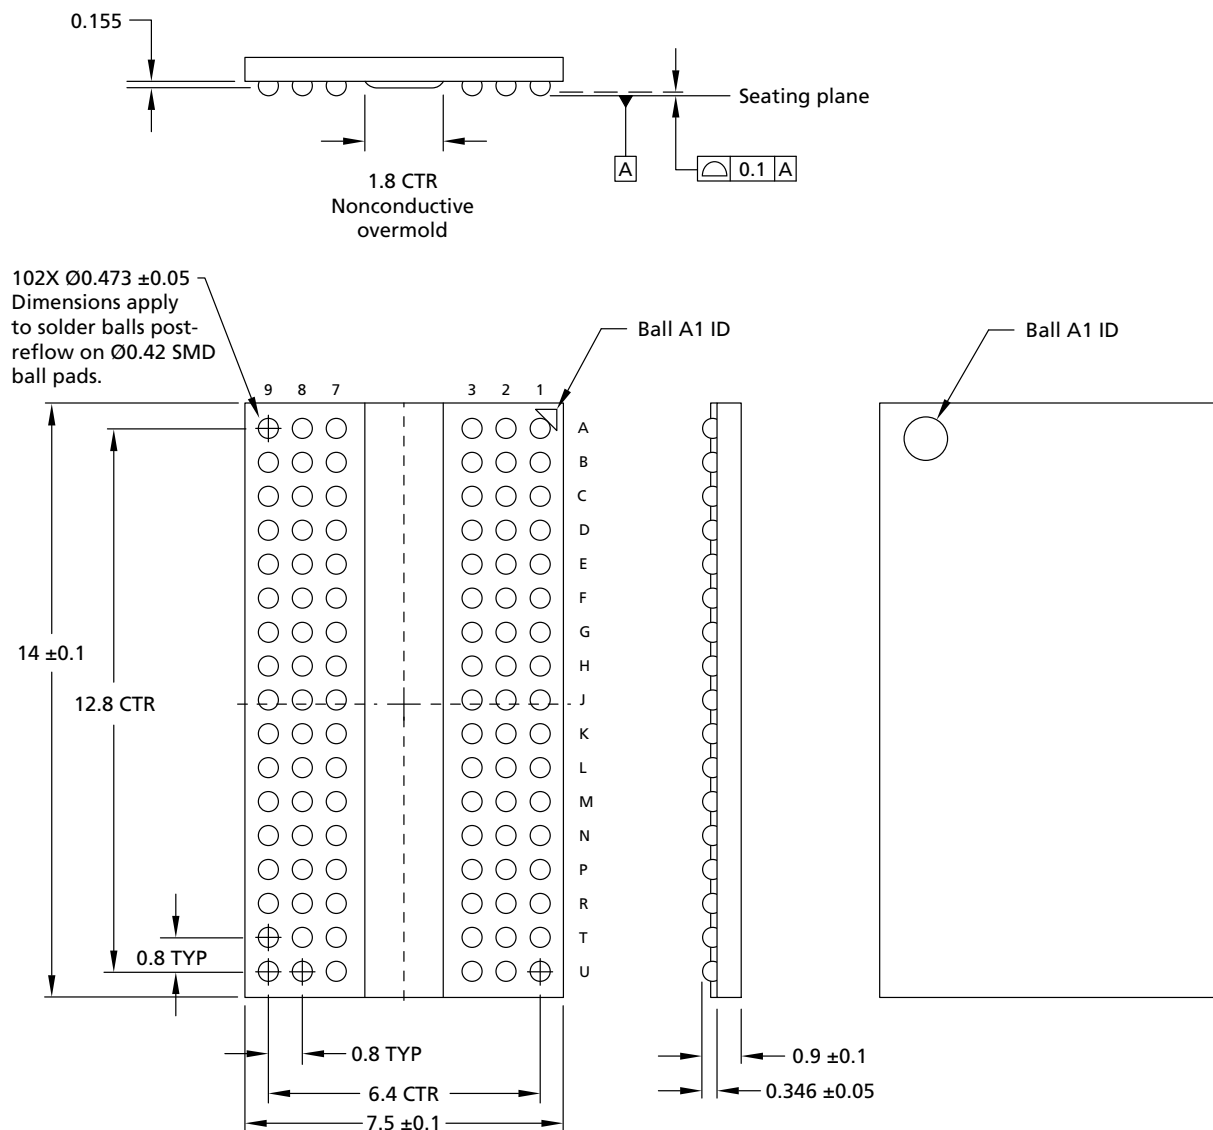 0.155
Seating plane
A
0.1 A
1.8 CTR
Nonconductive
overmold
102X Ø0.473 ±0.05
Dimensions apply
to solder balls post-
reflow on Ø0.42 SMD
ball pads.
Ball A1 ID
Ball A1 ID
9 8 7 3 2 1
A
B
C
D
E
F
G
H
J
K
L
M
N
P
R
T
U
14 ±0.1
12.8 CTR
0.8 TYP
0.8 TYP
6.4 CTR
7.5 ±0.1
0.9 ±0.1
0.346 ±0.05